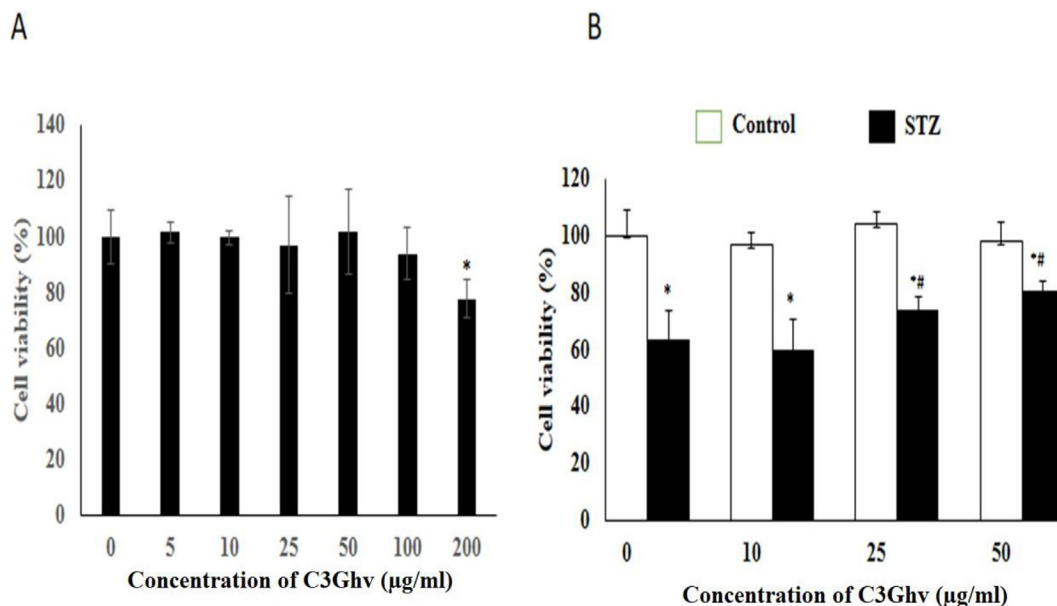 A
Cell viability (%)
140
120
100
80
60
40
20
0
*
0 5 10 25 50 100 200
Concentration of C3Ghv (µg/ml)
B
Control STZ
Cell viability (%)
120
100
80
60
40
20
0
*
*
*#
*#
0 10 25 50
Concentration of C3Ghv (µg/ml)